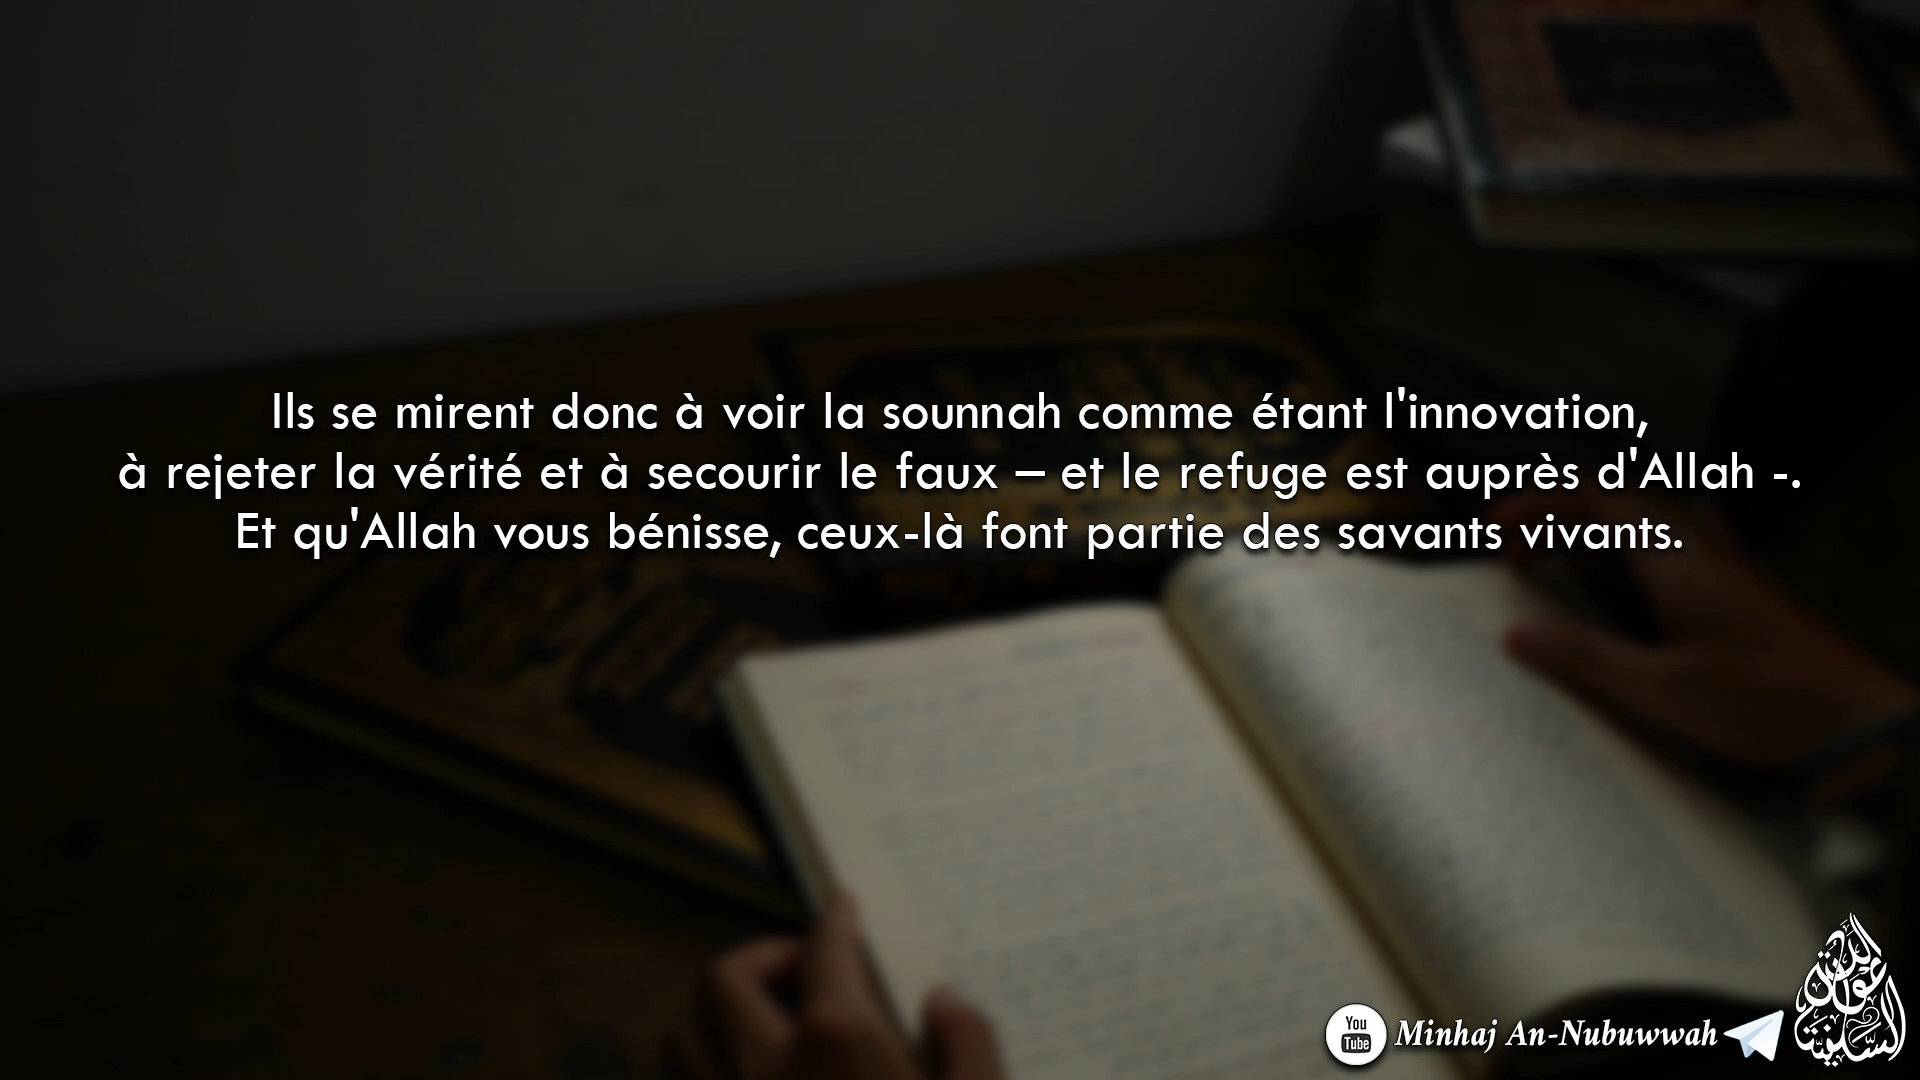 Ils se mirent donc à voir la sounnah comme étant l'innovation,
à rejeter la vérité et à secourir le faux – et le refuge est auprès d'Allah -.
Et qu'Allah vous bénisse, ceux-là font partie des savants vivants.
You
Tube
Minhaj An-Nubuwwah